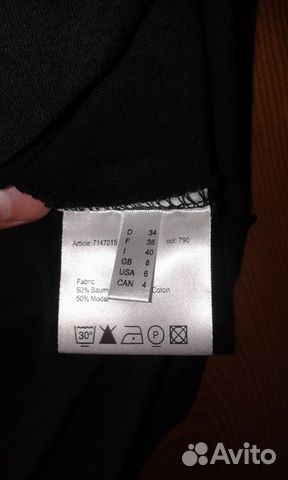 D 34
F 36
I 40
GB 8
USA 6
CAN 4
Article: 7147015
col: 790
Fabric
50% Baum Coton
50% Modal
30°
P
Avito